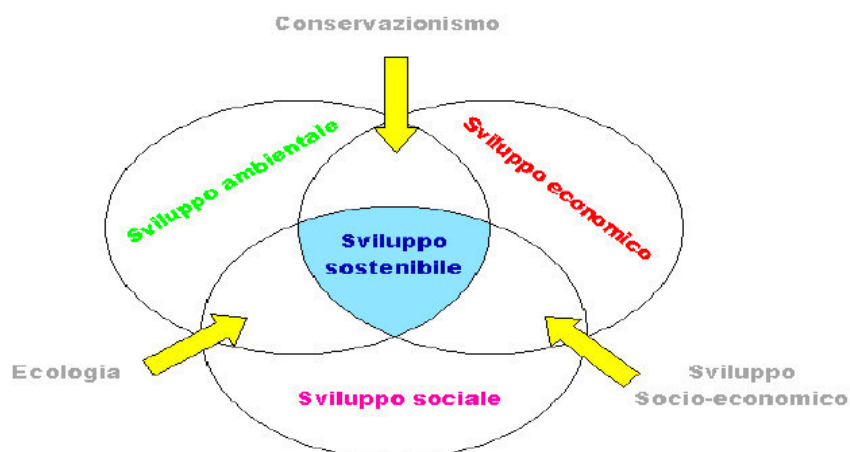 Conservazionismo
Sviluppo ambientale
Sviluppo economico
Sviluppo
sostenibile
Ecologia
Sviluppo sociale
Sviluppo
Socio-economico